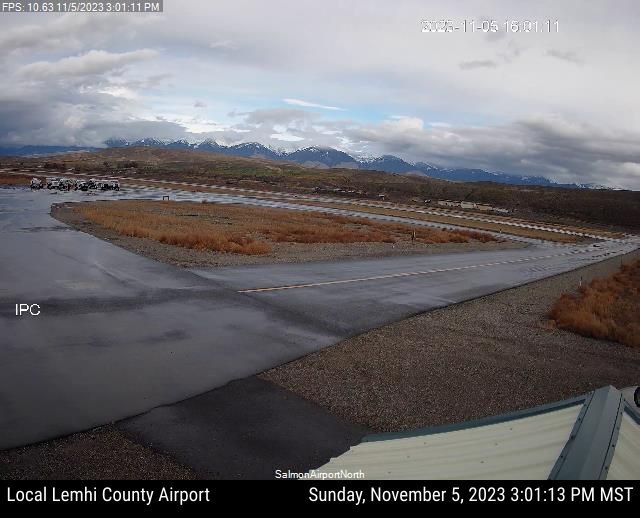 FPS: 10.63 11/5/2023 3:01:11 PM
2023-11-05 16:01:11
IPC
SalmonAirportNorth
Local Lemhi County Airport
Sunday, November 5, 2023 3:01:13 PM MST